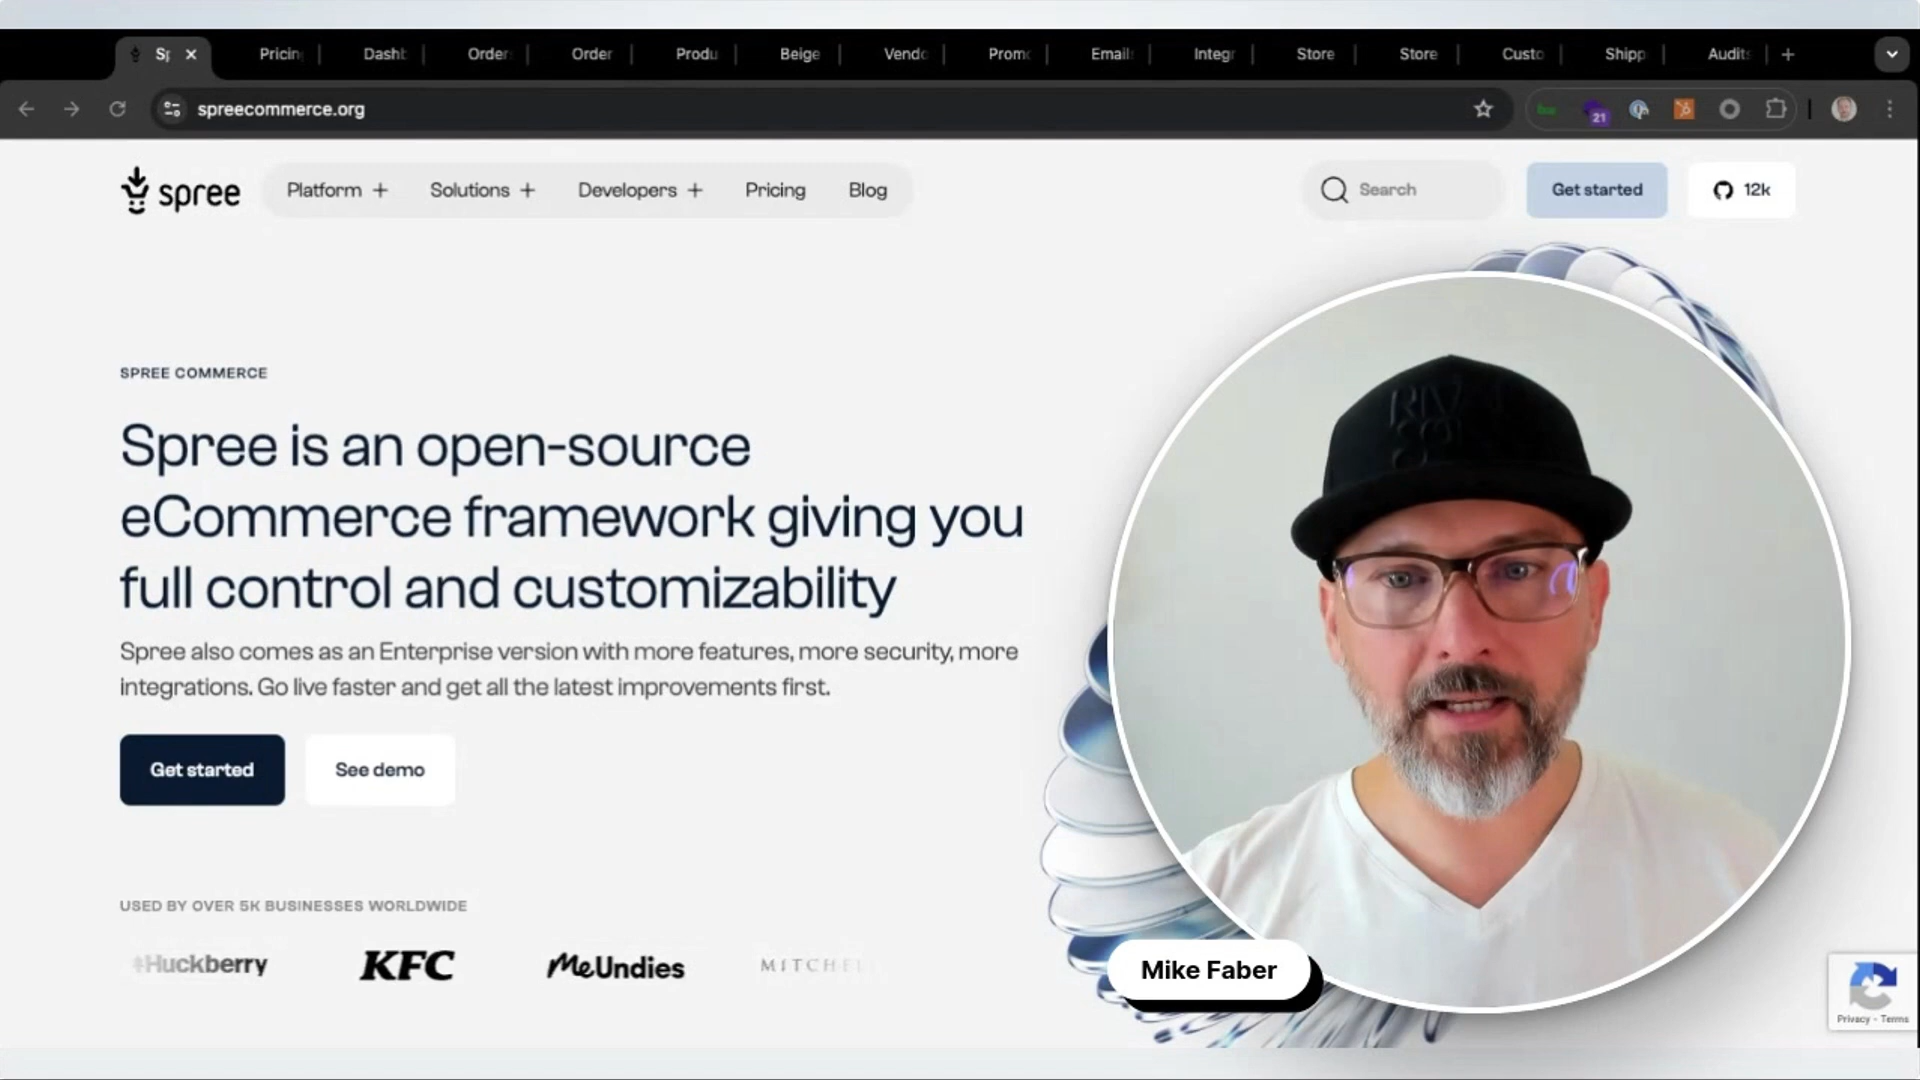 Sp
Pricin
Dashb
Order
Order
Produ
Beige
Vendo
Promo
Emails
Integr
Store
Store
Custo
Shipp
Audits
spreecommerce.org
21
spree
Platform +
Solutions +
Developers +
Pricing
Blog
Search
Get started
12k
SPREE COMMERCE
Spree is an open-source
eCommerce framework giving you
full control and customizability
Spree also comes as an Enterprise version with more features, more security, more
integrations. Go live faster and get all the latest improvements first.
Get started
See demo
USED BY OVER 5K BUSINESSES WORLDWIDE
Huckberry
KFC
MeUndies
MITCHEL
Mike Faber
Privacy - Terms